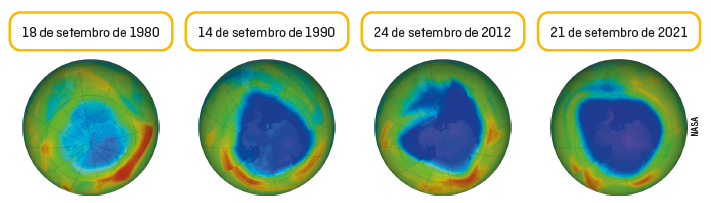 18 de setembro de 1980
14 de setembro de 1990
24 de setembro de 2012
21 de setembro de 2021
NASA